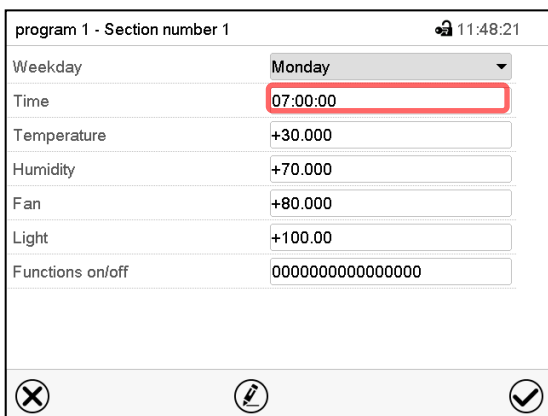 program 1 - Section number 1 11:48:21
Weekday Monday
Time 07:00:00
Temperature +30.000
Humidity +70.000
Fan +80.000
Light +100.00
Functions on/off 0000000000000000